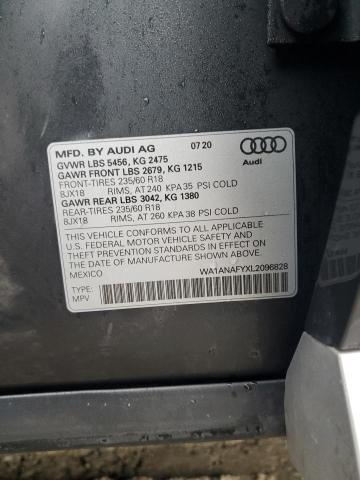 MFD. BY AUDI AG 07 20
GVWR LBS 5456, KG 2475
GAWR FRONT LBS 2679, KG 1215
FRONT-TIRES 235/60 R18
8JX18 RIMS, AT 240 KPA 35 PSI COLD
GAWR REAR LBS 3042, KG 1380
REAR-TIRES 235/60 R18
8JX18 RIMS, AT 260 KPA 38 PSI COLD
Audi
THIS VEHICLE CONFORMS TO ALL APPLICABLE
U.S. FEDERAL MOTOR VEHICLE SAFETY AND
THEFT PREVENTION STANDARDS IN EFFECT ON
THE DATE OF MANUFACTURE SHOWN ABOVE.
MEXICO
WA1ANAFYXL2096828
TYPE:
MPV